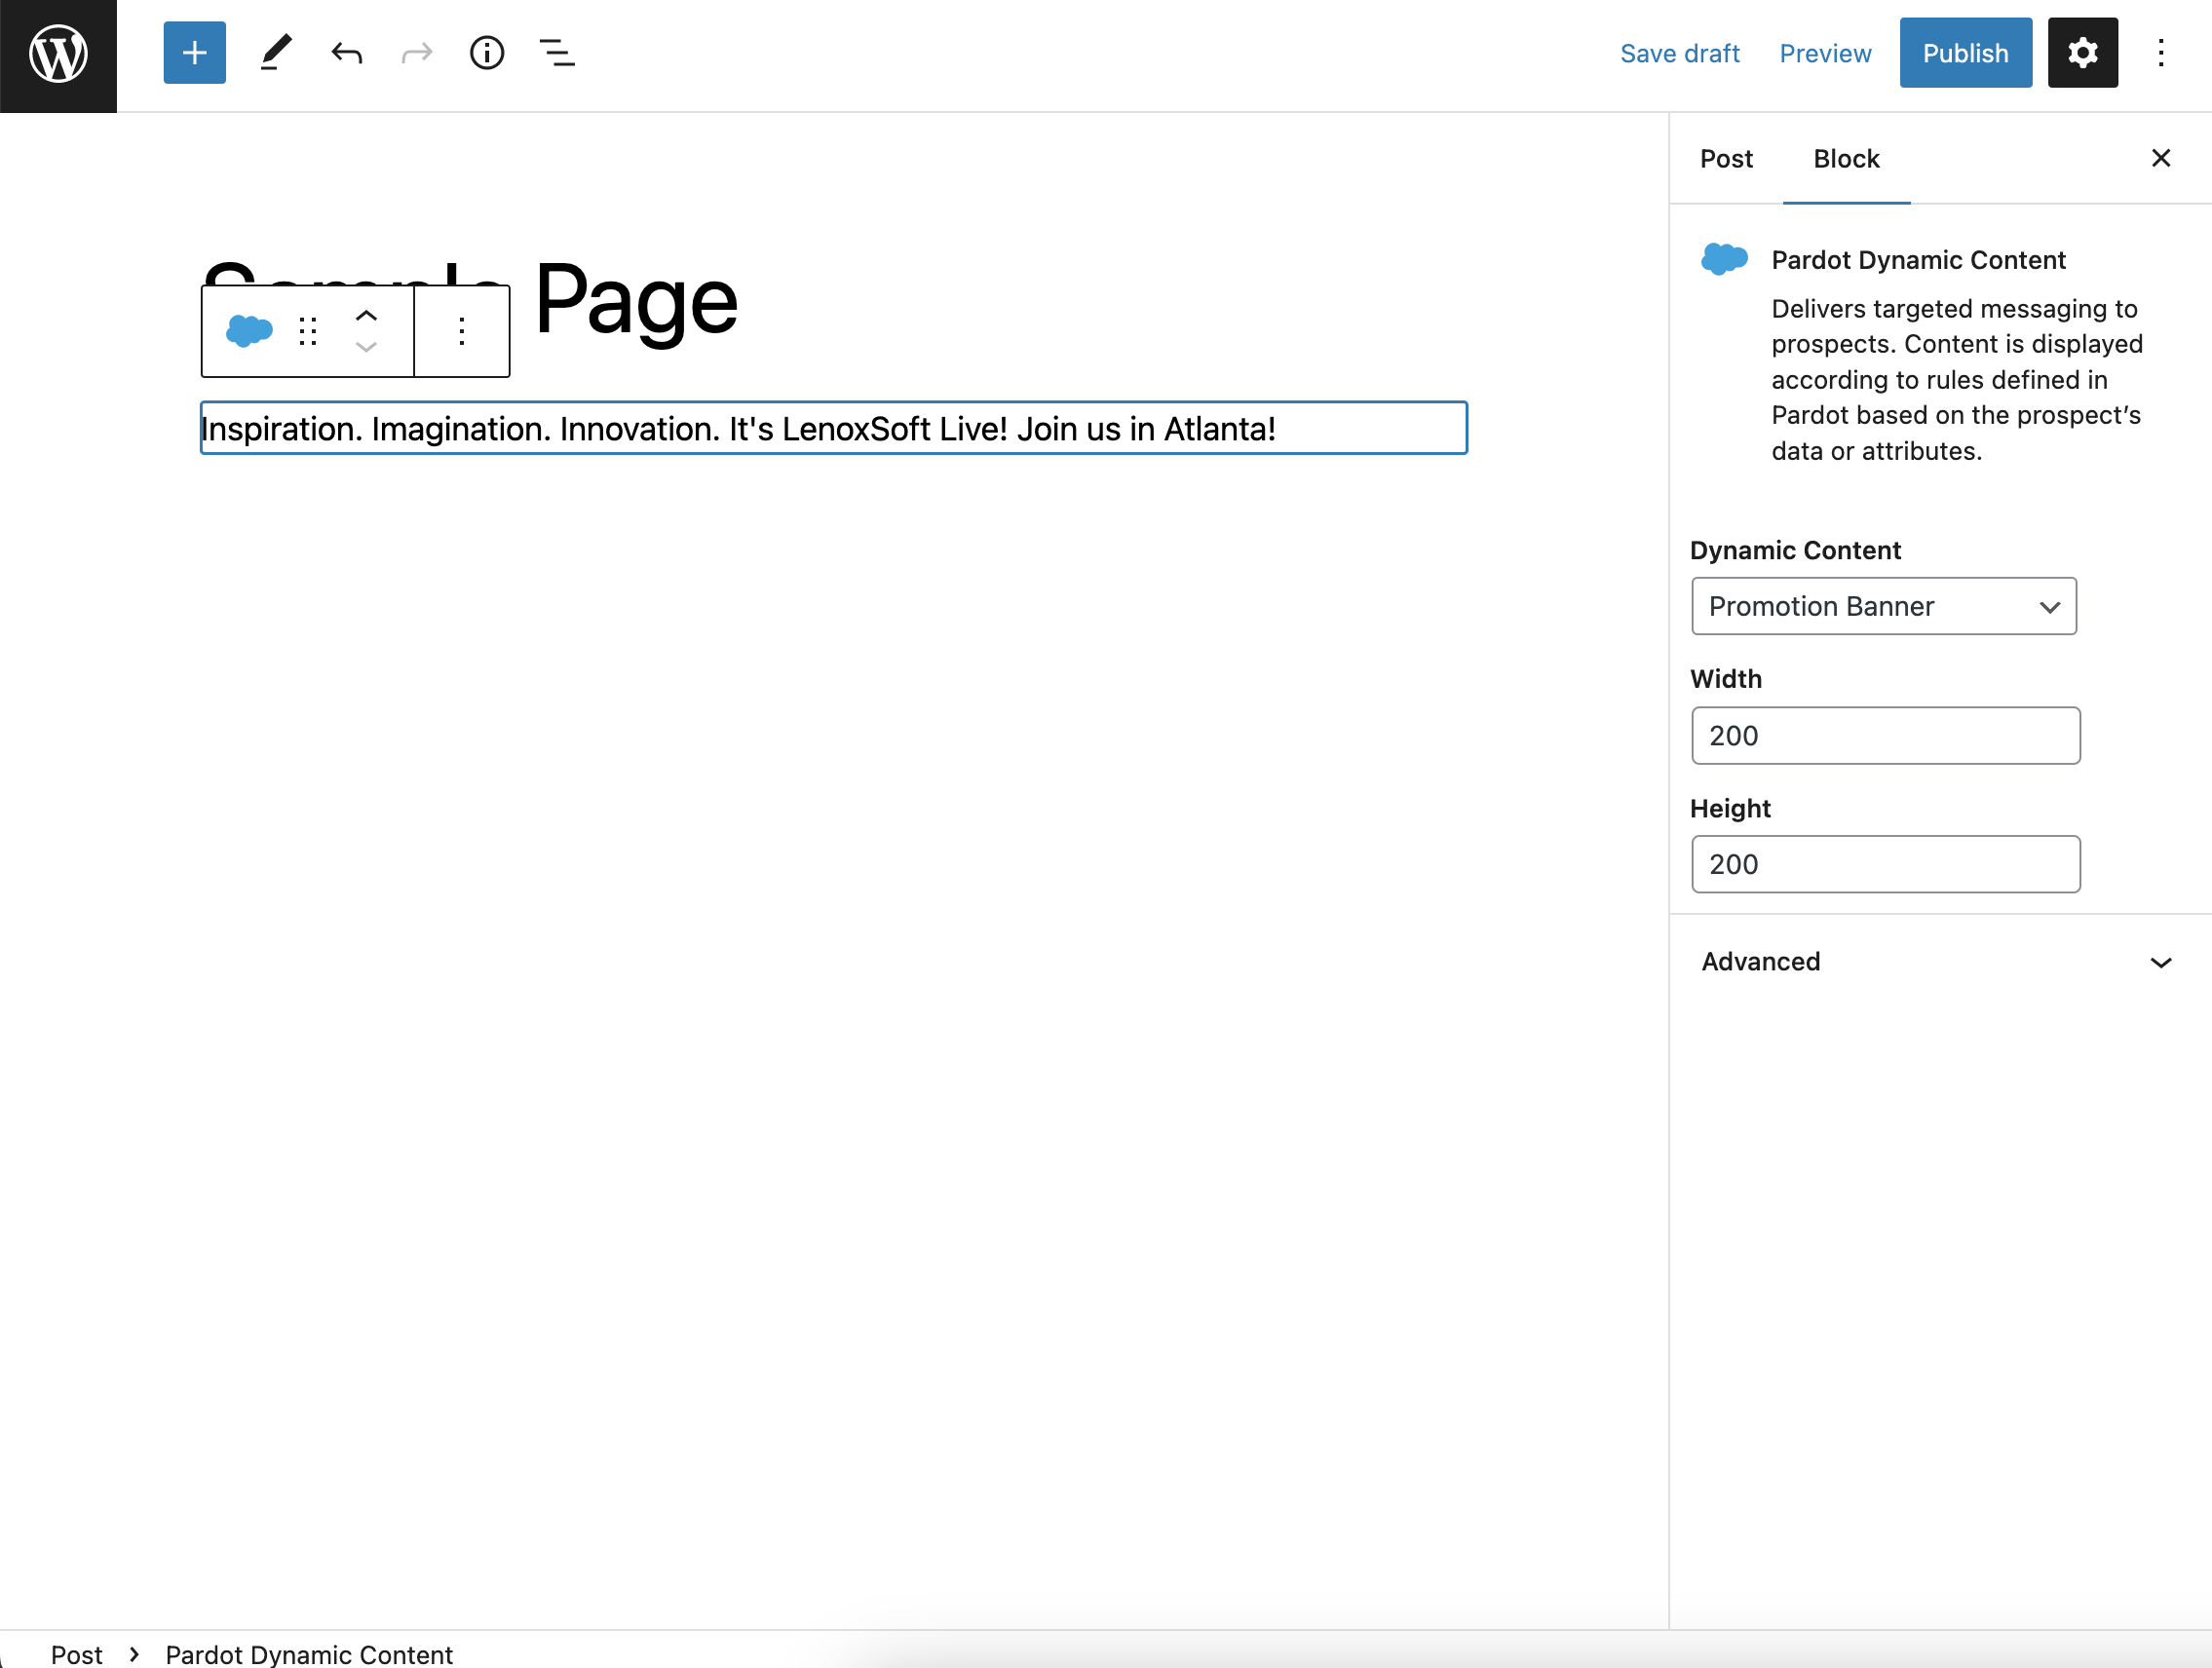 Save draft
Preview
Publish
Post
Block
Page
Pardot Dynamic Content
Delivers targeted messaging to
prospects. Content is displayed
according to rules defined in
Pardot based on the prospect’s
data or attributes.
Inspiration. Imagination. Innovation. It's LenoxSoft Live! Join us in Atlanta!
Dynamic Content
Promotion Banner
Width
200
Height
200
Advanced
Post
Pardot Dynamic Content